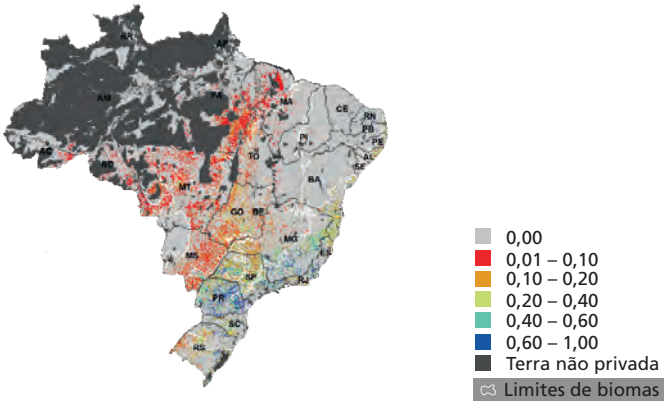 RR
AP
AM
PA
MA
CE
RN
PB
PE
AL
SE
PI
AC
RO
TO
BA
MT
GO
DF
MG
ES
MS
SP
RJ
PR
SC
RS
0,00
0,01 – 0,10
0,10 – 0,20
0,20 – 0,40
0,40 – 0,60
0,60 – 1,00
Terra não privada
Limites de biomas